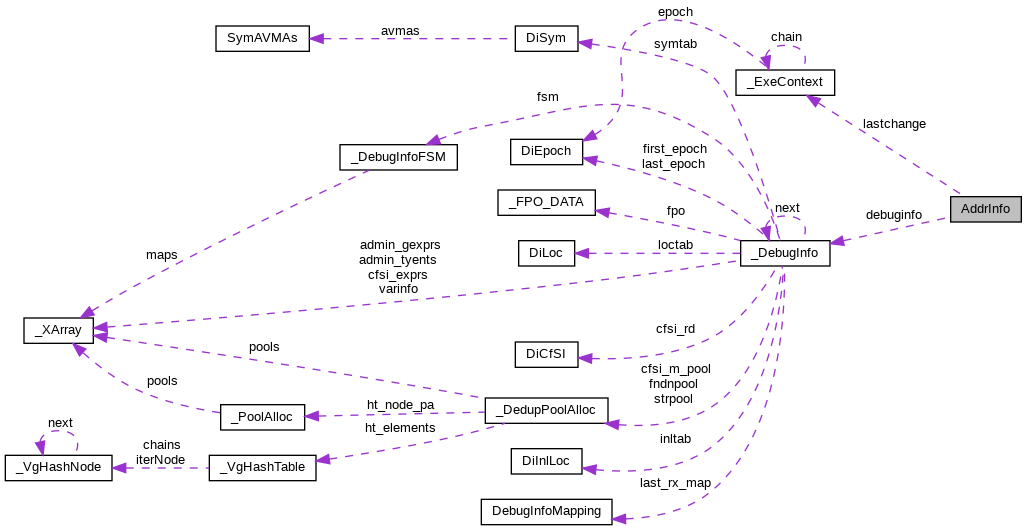 epoch
SymAVMAs
avmas
DiSym
symtab
chain
_ExeContext
fsm
lastchange
_DebugInfoFSM
DiEpoch
first_epoch
last_epoch
_FPO_DATA
fpo
next
debuginfo
AddrInfo
maps
admin_gexprs
admin_tyents
cfsi_exprs
varinfo
DiLoc
loctab
_DebugInfo
_XArray
cfsi_rd
pools
DiCfSI
cfsi_m_pool
fndnpool
strpool
pools
_PoolAlloc
ht_node_pa
_DedupPoolAlloc
next
ht_elements
chains
iterNode
inltab
_VgHashNode
_VgHashTable
DiInlLoc
last_rx_map
DebugInfoMapping